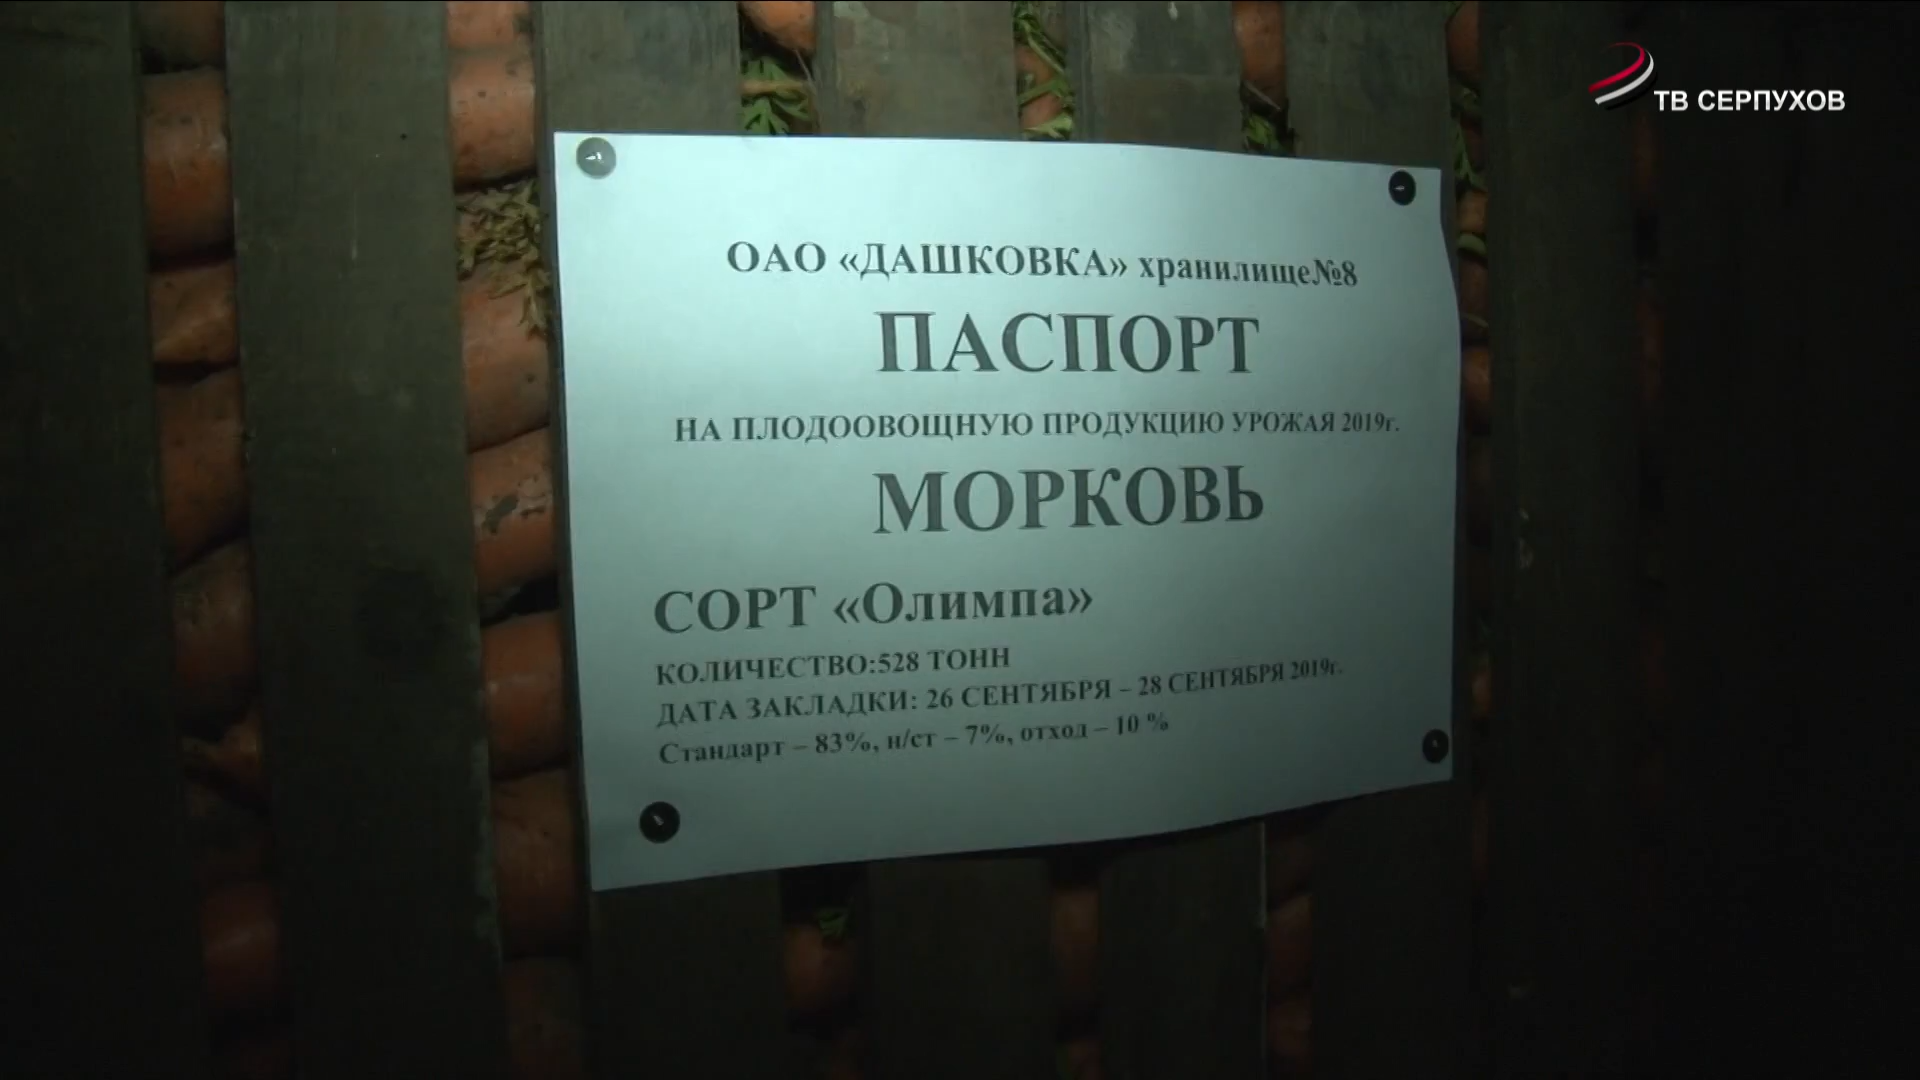 ТВ СЕРПУХОВ
ОАО «ДАШКОВКА» хранилище№8
ПАСПОРТ
НА ПЛОДООВОЩНУЮ ПРОДУКЦИЮ УРОЖАЯ 2019г.
МОРКОВЬ
СОРТ «Олимпа»
КОЛИЧЕСТВО:528 ТОНН
ДАТА ЗАКЛАДКИ: 26 СЕНТЯБРЯ – 28 СЕНТЯБРЯ 2019г.
Стандарт – 83%, н/ст – 7%, отход – 10 %